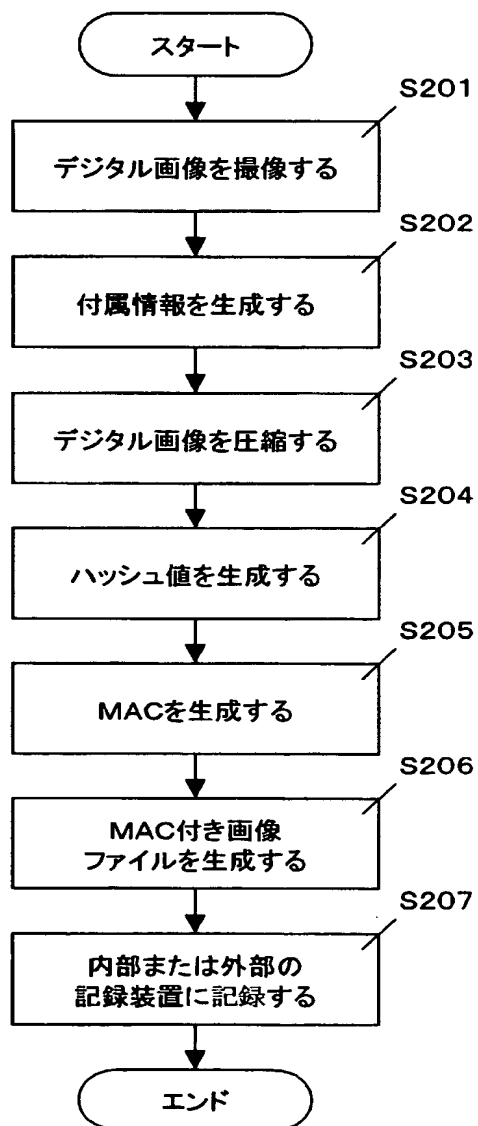 スタート
S201
デジタル画像を撮像する
S202
付属情報を生成する
S203
デジタル画像を圧縮する
S204
ハッシュ値を生成する
S205
MACを生成する
S206
MAC付き画像
ファイルを生成する
S207
内部または外部の
記録装置に記録する
エンド